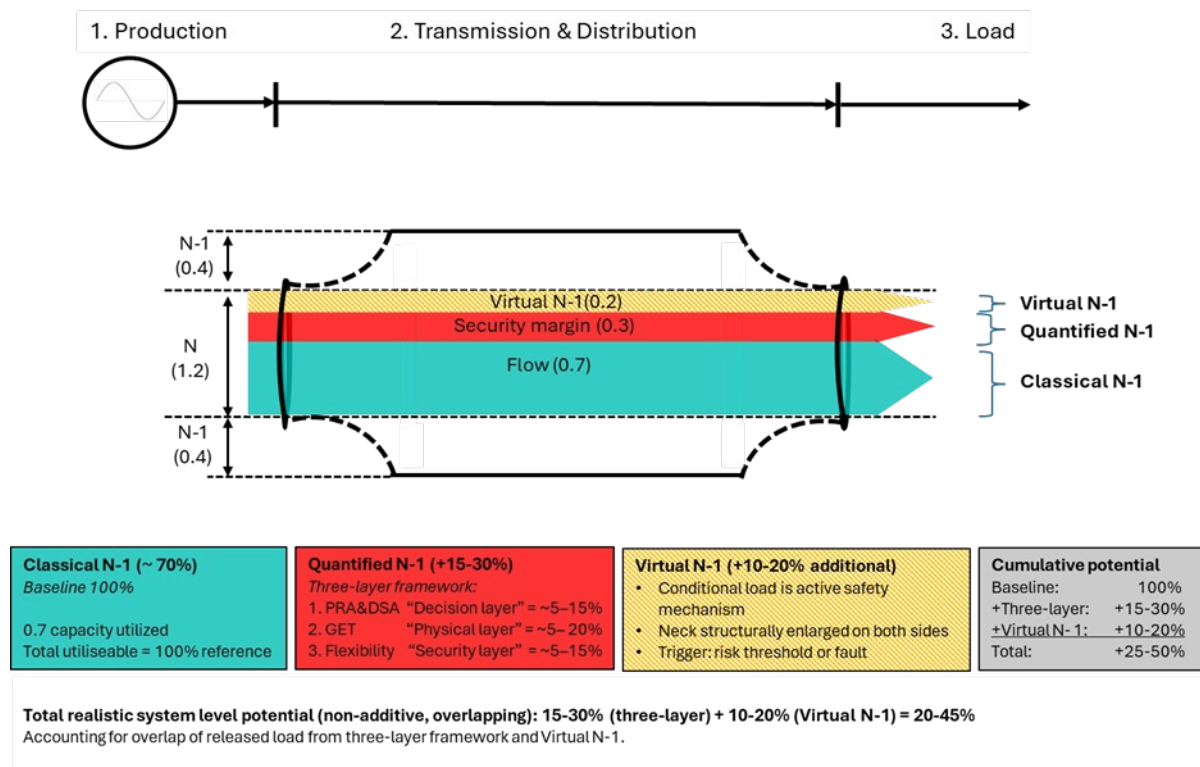 1. Production
2. Transmission & Distribution
3. Load
N-1
(0.4)
N
(1.2)
N-1
(0.4)
Virtual N-1(0.2)
Security margin (0.3)
Flow (0.7)
Virtual N-1
Quantified N-1
Classical N-1
Classical N-1 (~ 70%)
Baseline 100%
0.7 capacity utilized
Total utiliseable = 100% reference
Quantified N-1 (+15-30%)
Three-layer framework:
1. PRA&DSA “Decision layer” = ~5–15%
2. GET “Physical layer” = ~5– 20%
3. Flexibility “Security layer” = ~5–15%
Virtual N-1 (+10-20% additional)
• Conditional load is active safety
mechanism
• Neck structurally enlarged on both sides
• Trigger: risk threshold or fault
Cumulative potential
Baseline: 100%
+Three-layer: +15-30%
+Virtual N- 1: +10-20%
Total: +25-50%
Total realistic system level potential (non-additive, overlapping): 15-30% (three-layer) + 10-20% (Virtual N-1) = 20-45%
Accounting for overlap of released load from three-layer framework and Virtual N-1.